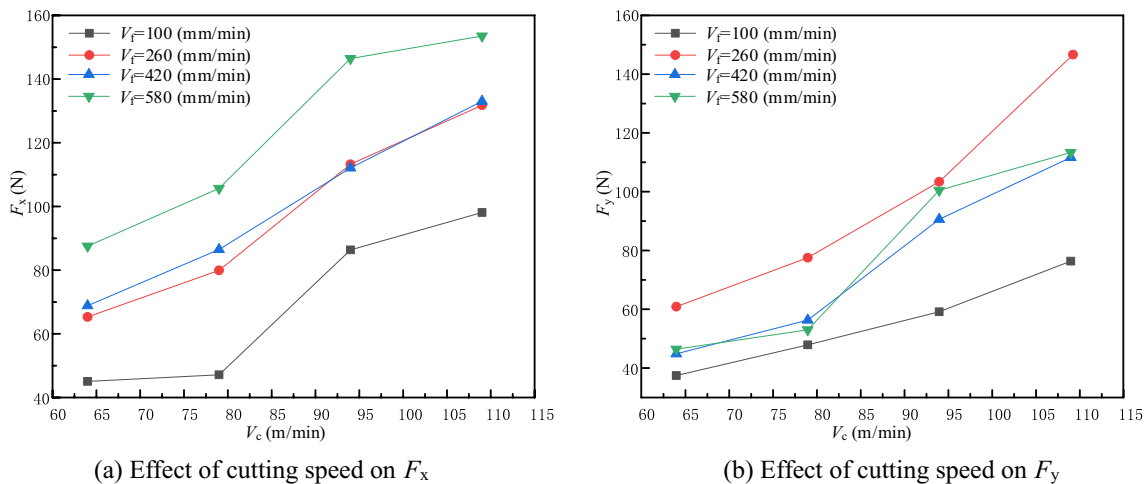 160
140
120
100
80
60
40
Fx (N)
Vf=100 (mm/min)
Vf=260 (mm/min)
Vf=420 (mm/min)
Vf=580 (mm/min)
60 65 70 75 80 85 90 95 100 105 110 115
Vc (m/min)
(a) Effect of cutting speed on Fx
160
140
120
100
80
60
40
Fy (N)
Vf=100 (mm/min)
Vf=260 (mm/min)
Vf=420 (mm/min)
Vf=580 (mm/min)
60 65 70 75 80 85 90 95 100 105 110 115
Vc (m/min)
(b) Effect of cutting speed on Fy